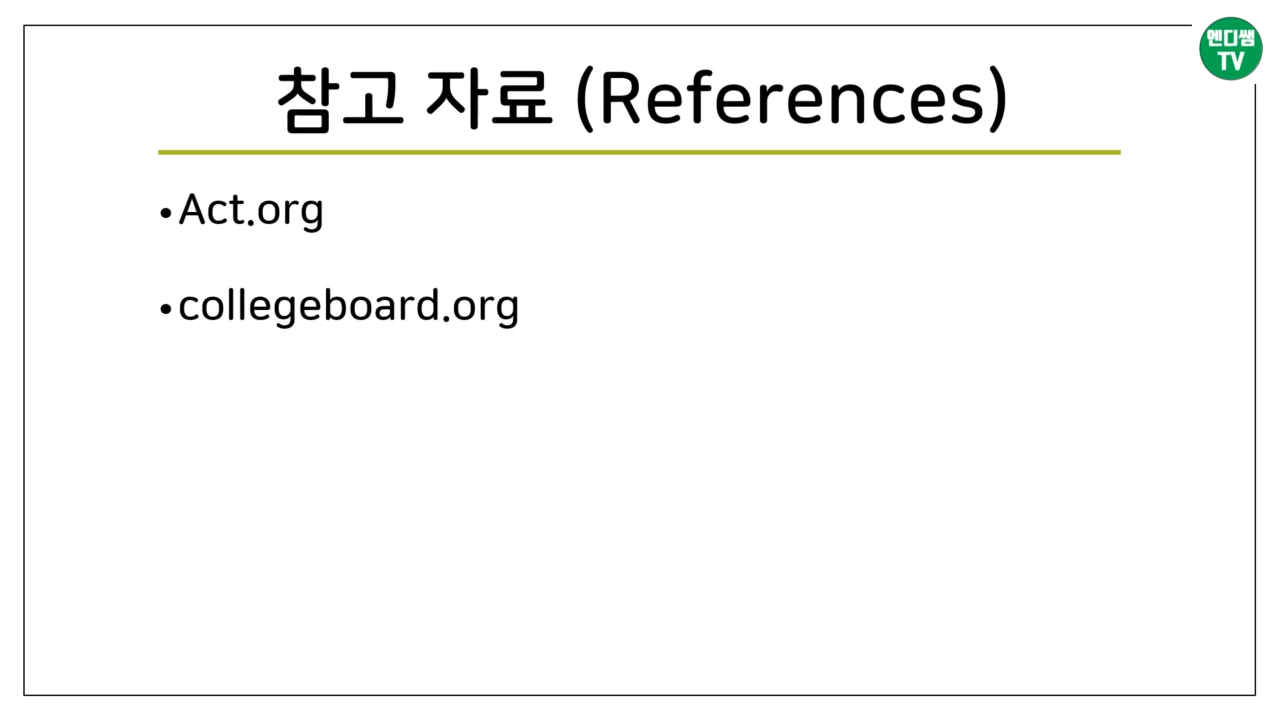 엔디쌤
TV
참고 자료 (References)
•Act.org
•collegeboard.org